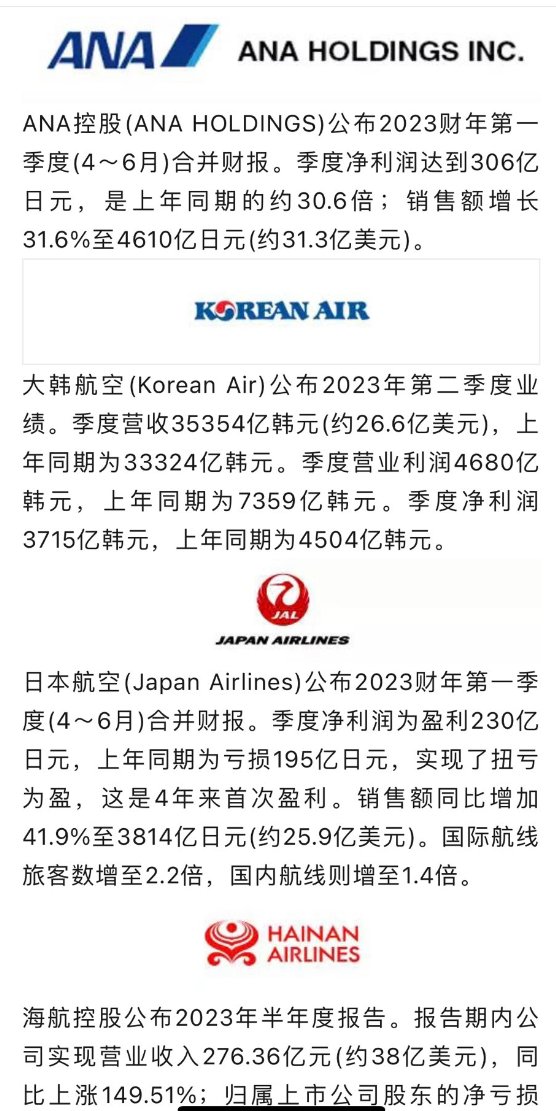 ANA ANA HOLDINGS INC.
ANA控股(ANA HOLDINGS)公布2023财年第一
季度(4～6月)合并财报。季度净利润达到306亿
日元，是上年同期的约30.6倍；销售额增长
31.6%至4610亿日元(约31.3亿美元)。
KOREAN AIR
大韩航空(Korean Air)公布2023年第二季度业
绩。季度营收35354亿韩元(约26.6亿美元)，上
年同期为33324亿韩元。季度营业利润4680亿
韩元，上年同期为7359亿韩元。季度净利润
3715亿韩元，上年同期为4504亿韩元。
JAL
JAPAN AIRLINES
日本航空(Japan Airlines)公布2023财年第一季
度(4～6月)合并财报。季度净利润为盈利230亿
日元，上年同期为亏损195亿日元，实现了扭亏
为盈，这是4年来首次盈利。销售额同比增加
41.9%至3814亿日元(约25.9亿美元)。国际航线
旅客数增至2.2倍，国内航线则增至1.4倍。
HAINAN
AIRLINES
海航控股公布2023年半年度报告。报告期内公
司实现营业收入276.36亿元(约38亿美元)，同
比上涨149.51%；归属上市公司股东的净亏损